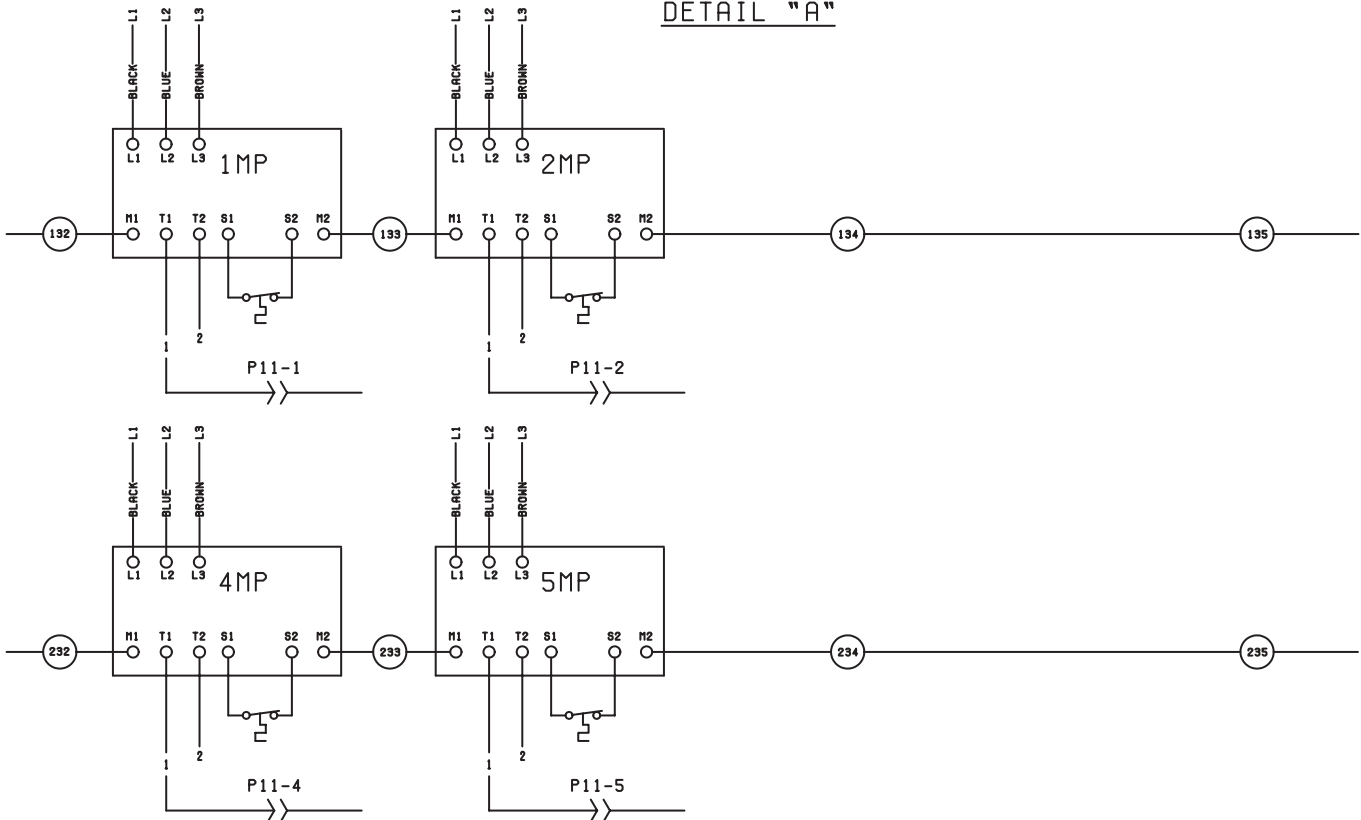 DETAIL "A"
L1 L2 L3 L1 L2 L3
BLACK BLUE BROWN BLACK BLUE BROWN
L1 L2 L3 1MP L1 L2 L3 2MP
132 M1 T1 T2 S1 S2 M2 133 M1 T1 T2 S1 S2 M2 134 135
1 2 1 2
P11-1 P11-2
L1 L2 L3 L1 L2 L3
BLACK BLUE BROWN BLACK BLUE BROWN
L1 L2 L3 4MP L1 L2 L3 5MP
232 M1 T1 T2 S1 S2 M2 233 M1 T1 T2 S1 S2 M2 234 235
1 2 1 2
P11-4 P11-5